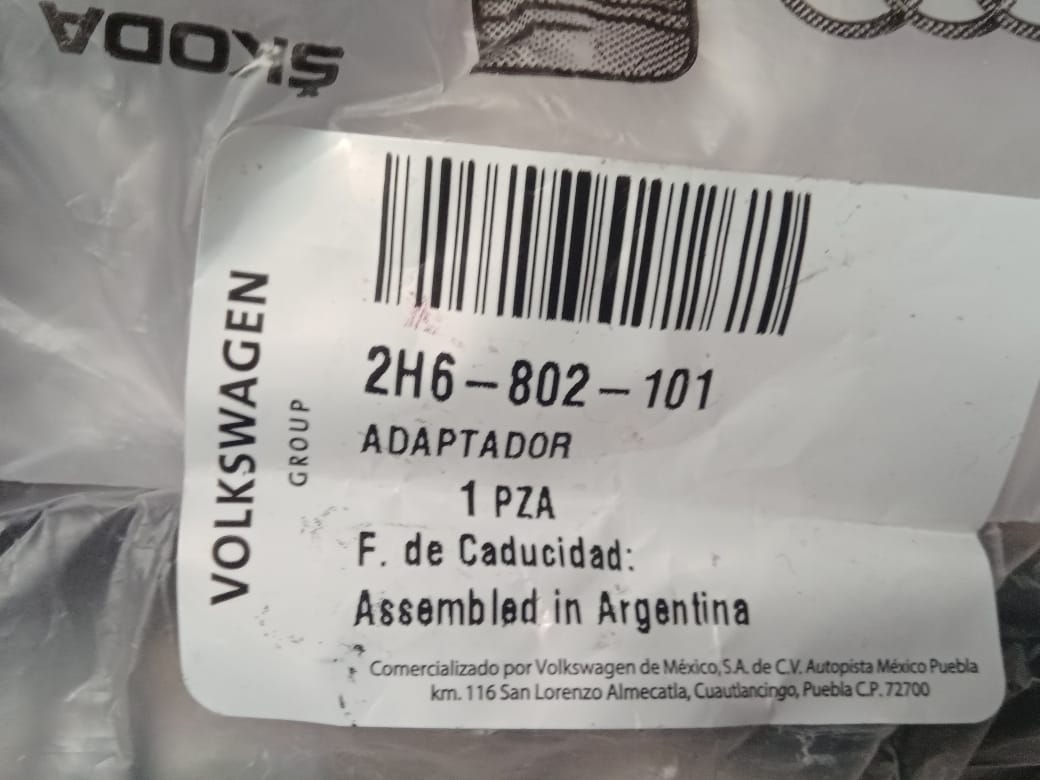 ŠKODA
VOLKSWAGEN
GROUP
2H6-802-101
ADAPTADOR
1 PZA
F. de Caducidad:
Assembled in Argentina
Comercializado por Volkswagen de México, S.A. de C.V. Autopista México Puebla
km. 116 San Lorenzo Almecatla, Cuautlancingo, Puebla C.P. 72700